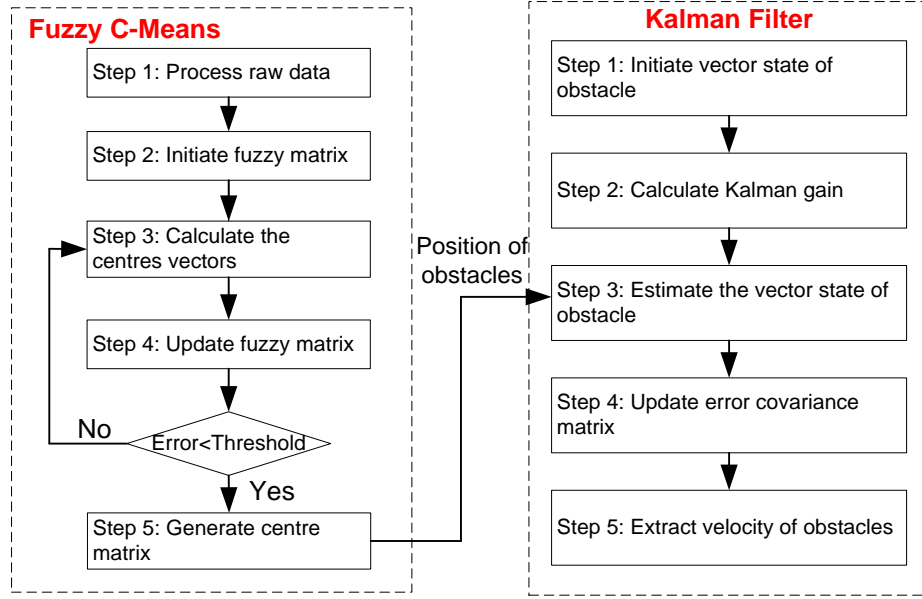 Fuzzy C-Means
Step 1: Process raw data
Step 2: Initiate fuzzy matrix
Step 3: Calculate the
centres vectors
Step 4: Update fuzzy matrix
Error<Threshold
No
Yes
Step 5: Generate centre
matrix
Position of
obstacles
Kalman Filter
Step 1: Initiate vector state of
obstacle
Step 2: Calculate Kalman gain
Step 3: Estimate the vector state of
obstacle
Step 4: Update error covariance
matrix
Step 5: Extract velocity of obstacles